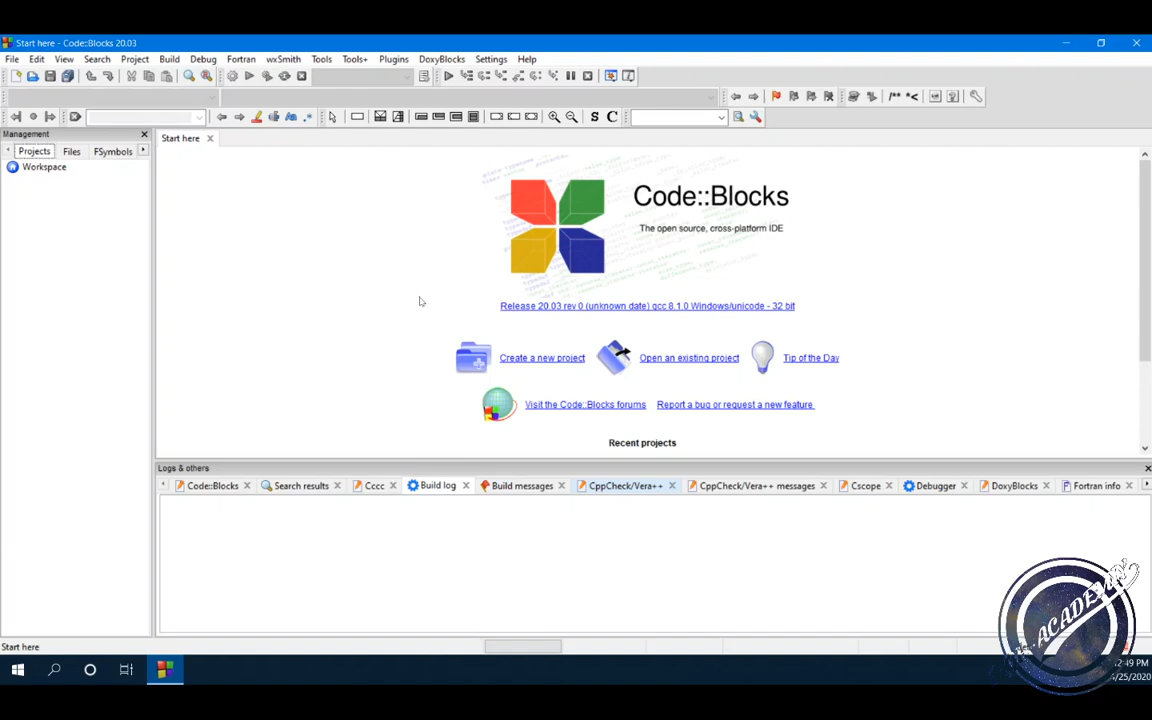 Start here - Code::Blocks 20.03
File Edit View Search Project Build Debug Fortran wxSmith Tools Tools+ Plugins DoxyBlocks Settings Help
/** *<
S C
Management
Projects Files FSymbols
Workspace
Start here
Code::Blocks
The open source, cross-platform IDE
Release 20.03 rev 0 (unknown date) gcc 8.1.0 Windows/unicode - 32 bit
Create a new project Open an existing project Tip of the Day
Visit the Code::Blocks forums Report a bug or request a new feature
Recent projects
Logs & others
Code::Blocks Search results Cccc Build log Build messages CppCheck/Vera++ CppCheck/Vera++ messages Cscope Debugger DoxyBlocks Fortran info
Start here
ACADEMY
2:49 PM
/25/2020